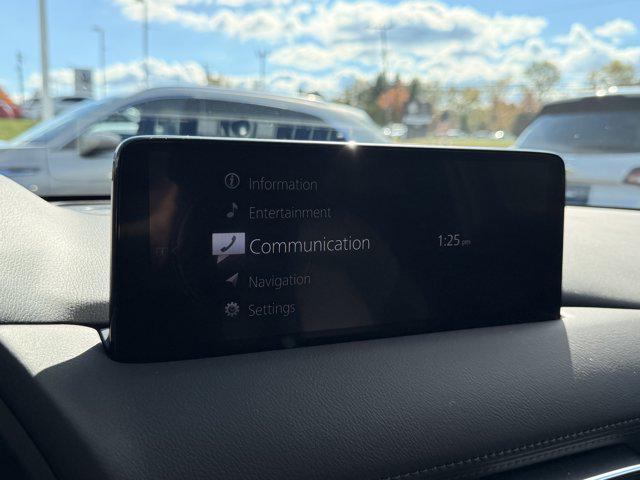 Information
Entertainment
Communication
1:25 pm
Navigation
Settings